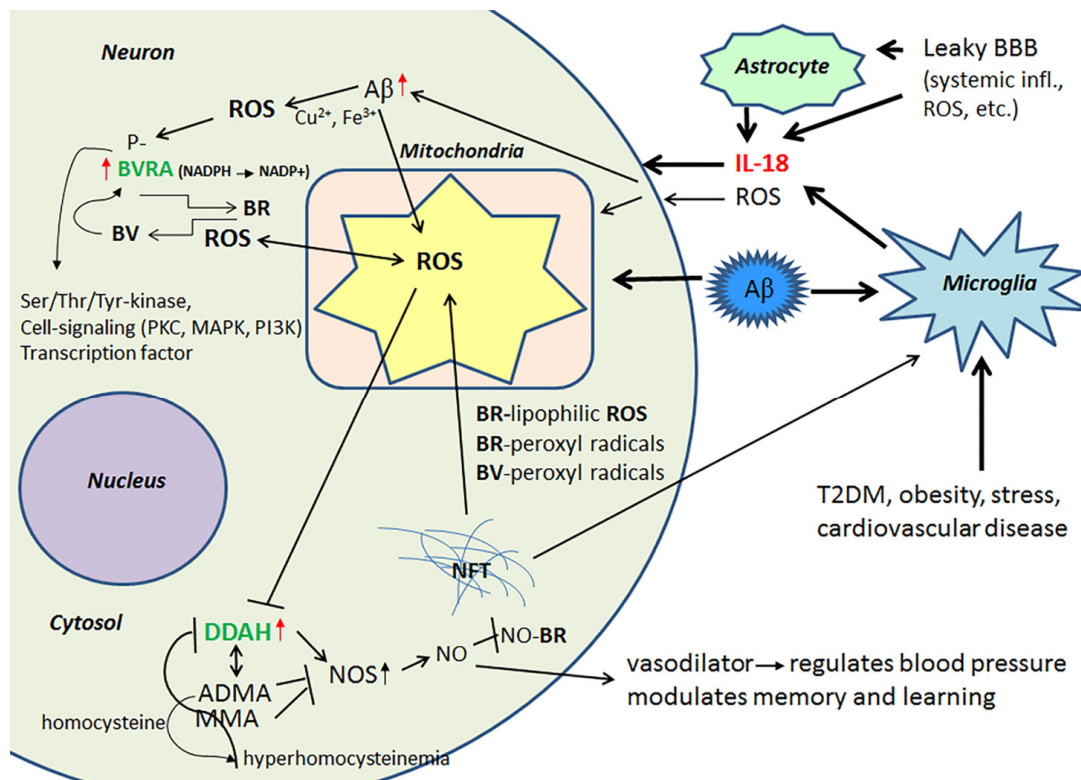 Neuron
Astrocyte
Leaky BBB
(systemic infl.,
ROS, etc.)
Aβ
ROS
Cu²⁺, Fe³⁺
P-
Mitochondria
BVRA (NADPH → NADP+)
IL-18
ROS
BR
BV
ROS
ROS
Aβ
Microglia
Ser/Thr/Tyr-kinase,
Cell-signaling (PKC, MAPK, PI3K)
Transcription factor
BR-lipophilic ROS
BR-peroxyl radicals
BV-peroxyl radicals
Nucleus
T2DM, obesity, stress,
cardiovascular disease
NFT
Cytosol
DDAH
NO-BR
NOS
NO
vasodilator→regulates blood pressure
modulates memory and learning
ADMA
MMA
homocysteine
hyperhomocysteinemia